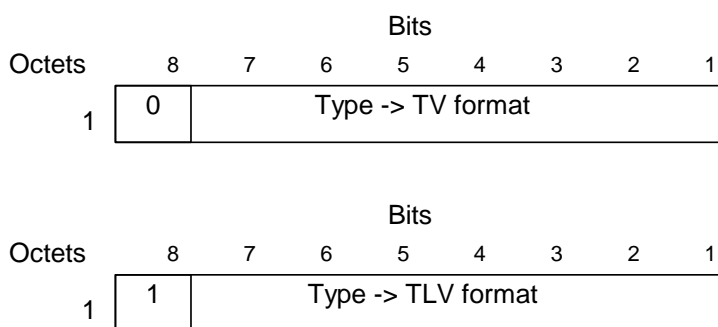 Bits
Octets 8 7 6 5 4 3 2 1
1 0 Type -> TV format
Bits
Octets 8 7 6 5 4 3 2 1
1 1 Type -> TLV format